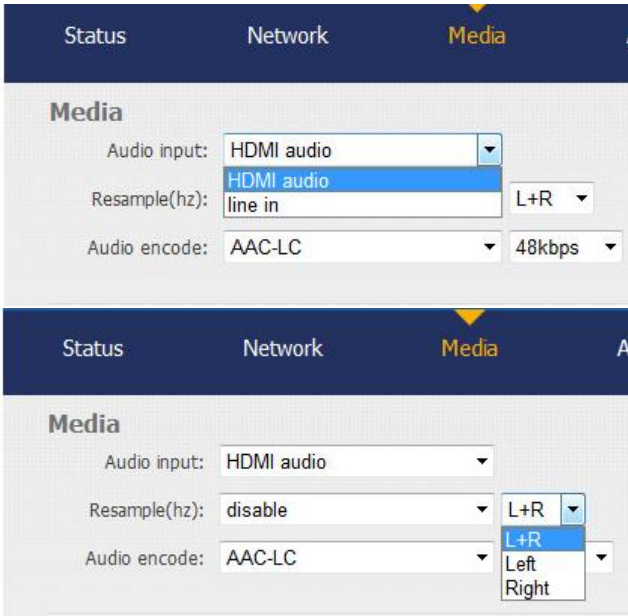 Status Network Media
Media
Audio input: HDMI audio
HDMI audio
Resample(hz): L+R
line in
Audio encode: AAC-LC 48kbps
Status Network Media A
Media
Audio input: HDMI audio
Resample(hz): disable L+R
L+R
Audio encode: AAC-LC Left
Right